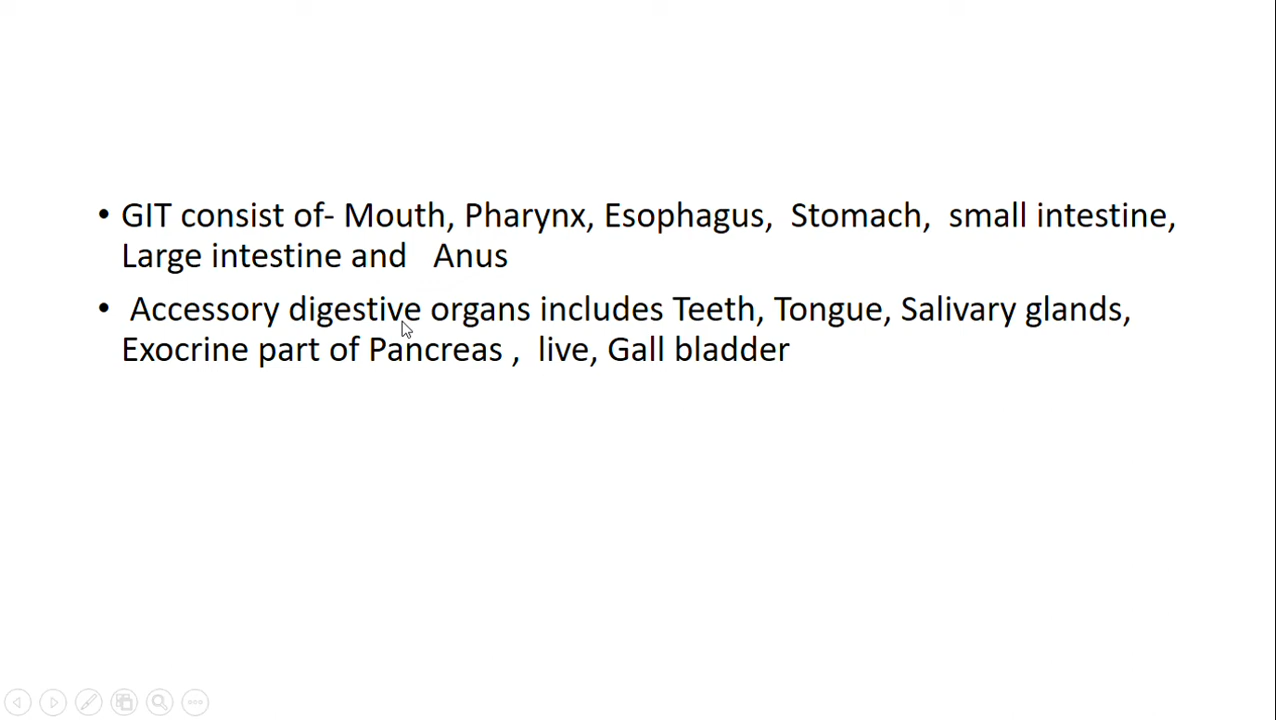 • GIT consist of- Mouth, Pharynx, Esophagus,  Stomach,  small intestine,
Large intestine and   Anus
•  Accessory digestive organs includes Teeth, Tongue, Salivary glands,
Exocrine part of Pancreas ,  live, Gall bladder